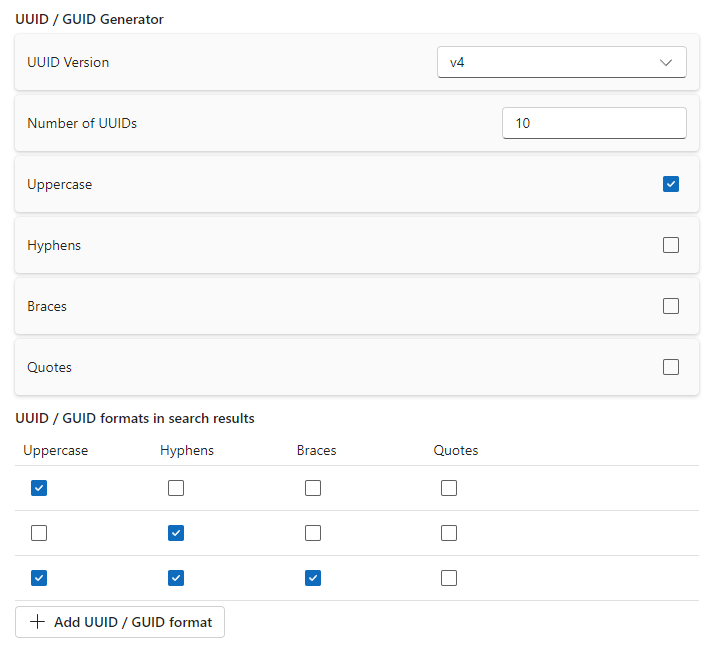 UUID / GUID Generator
UUID Version v4
Number of UUIDs 10
Uppercase
Hyphens
Braces
Quotes
UUID / GUID formats in search results
Uppercase Hyphens Braces Quotes
Add UUID / GUID format